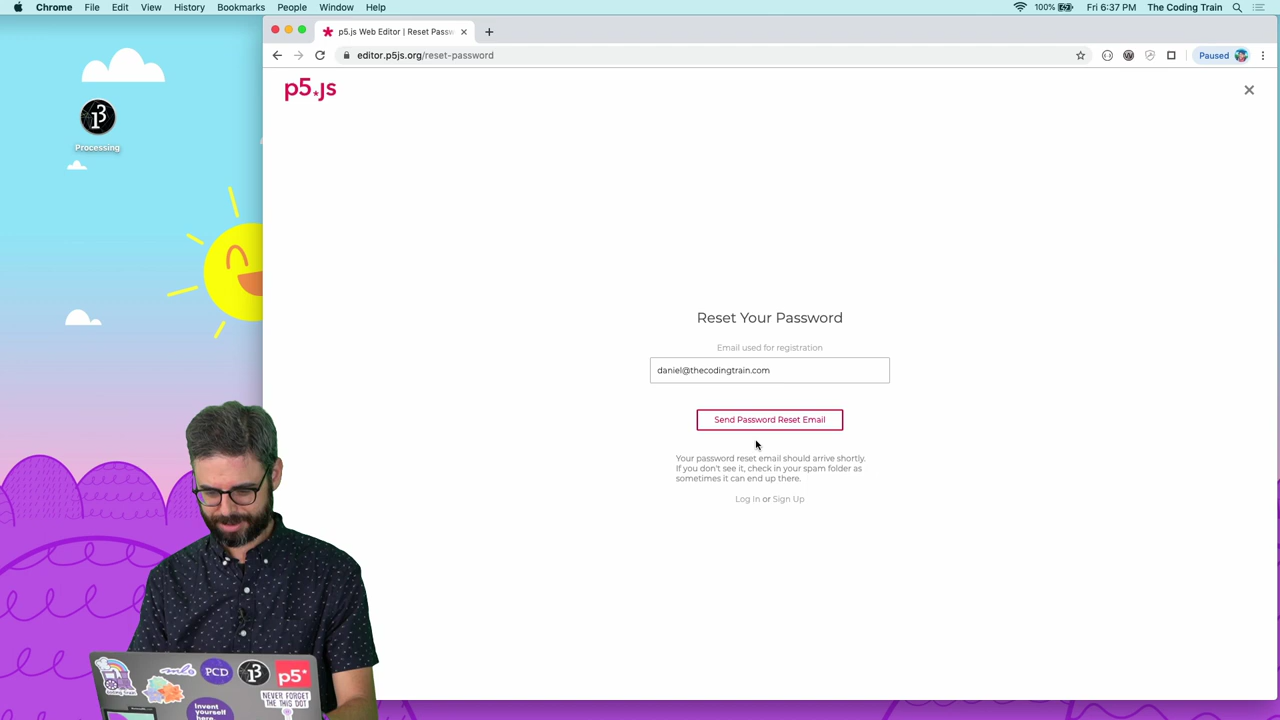 Chrome File Edit View History Bookmarks People Window Help
100% Fri 6:37 PM The Coding Train
p5.js Web Editor | Reset Passw
editor.p5js.org/reset-password
Paused
p5*js
Processing
Reset Your Password
Email used for registration
daniel@thecodingtrain.com
Send Password Reset Email
Your password reset email should arrive shortly.
If you don't see it, check in your spam folder as
sometimes it can end up there.
Log In or Sign Up
PCD
p5*
NEVER FORGET
THE THIS DOT
Invent
yourself